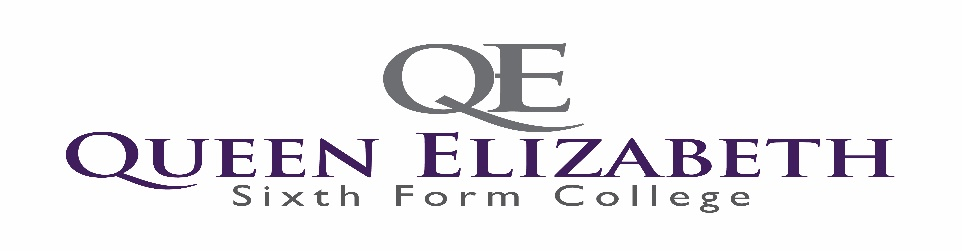 QE
QUEEN ELIZABETH
Sixth Form College